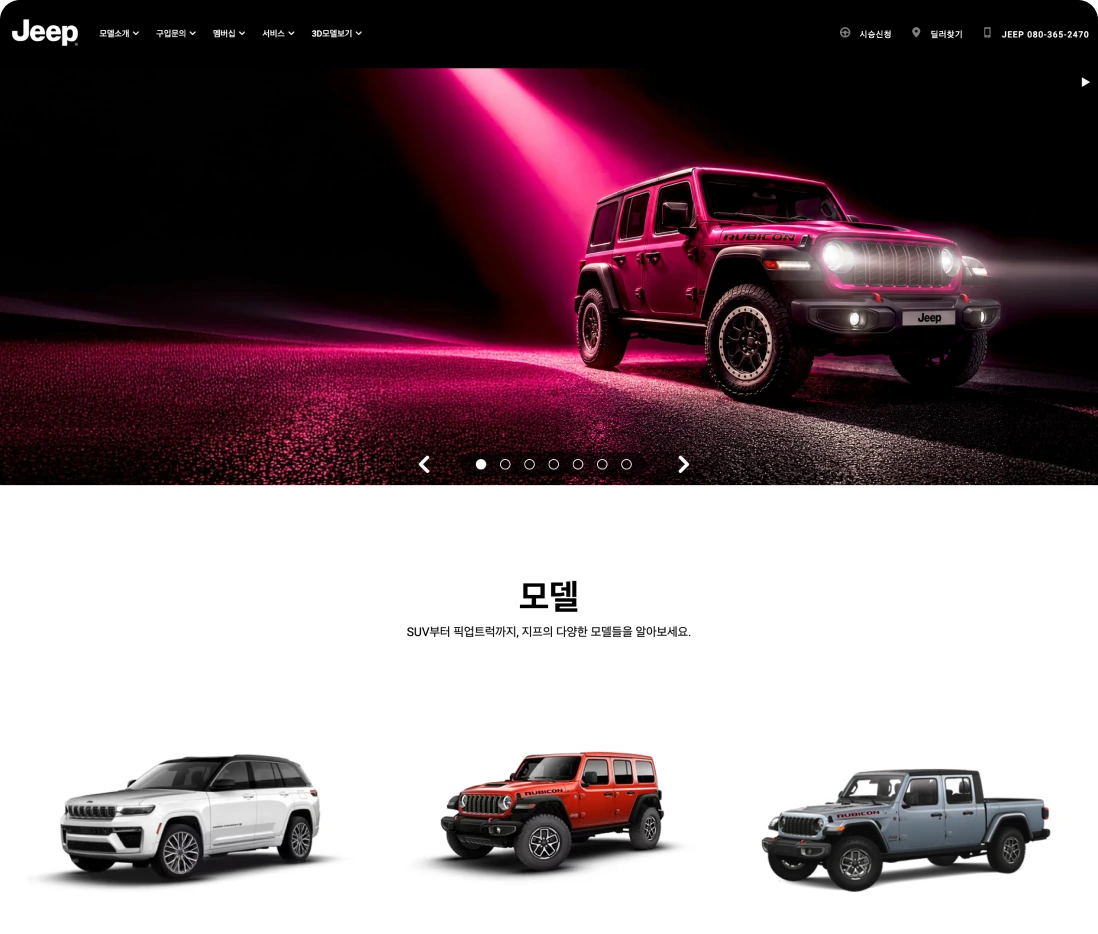 Jeep 모델소개 구입문의 멤버십 서비스 3D모델보기 시승신청 딜러찾기 JEEP 080-365-2470
RUBICON
Jeep
모델
SUV부터 픽업트럭까지, 지프의 다양한 모델들을 알아보세요.
RUBICON
RUBICON